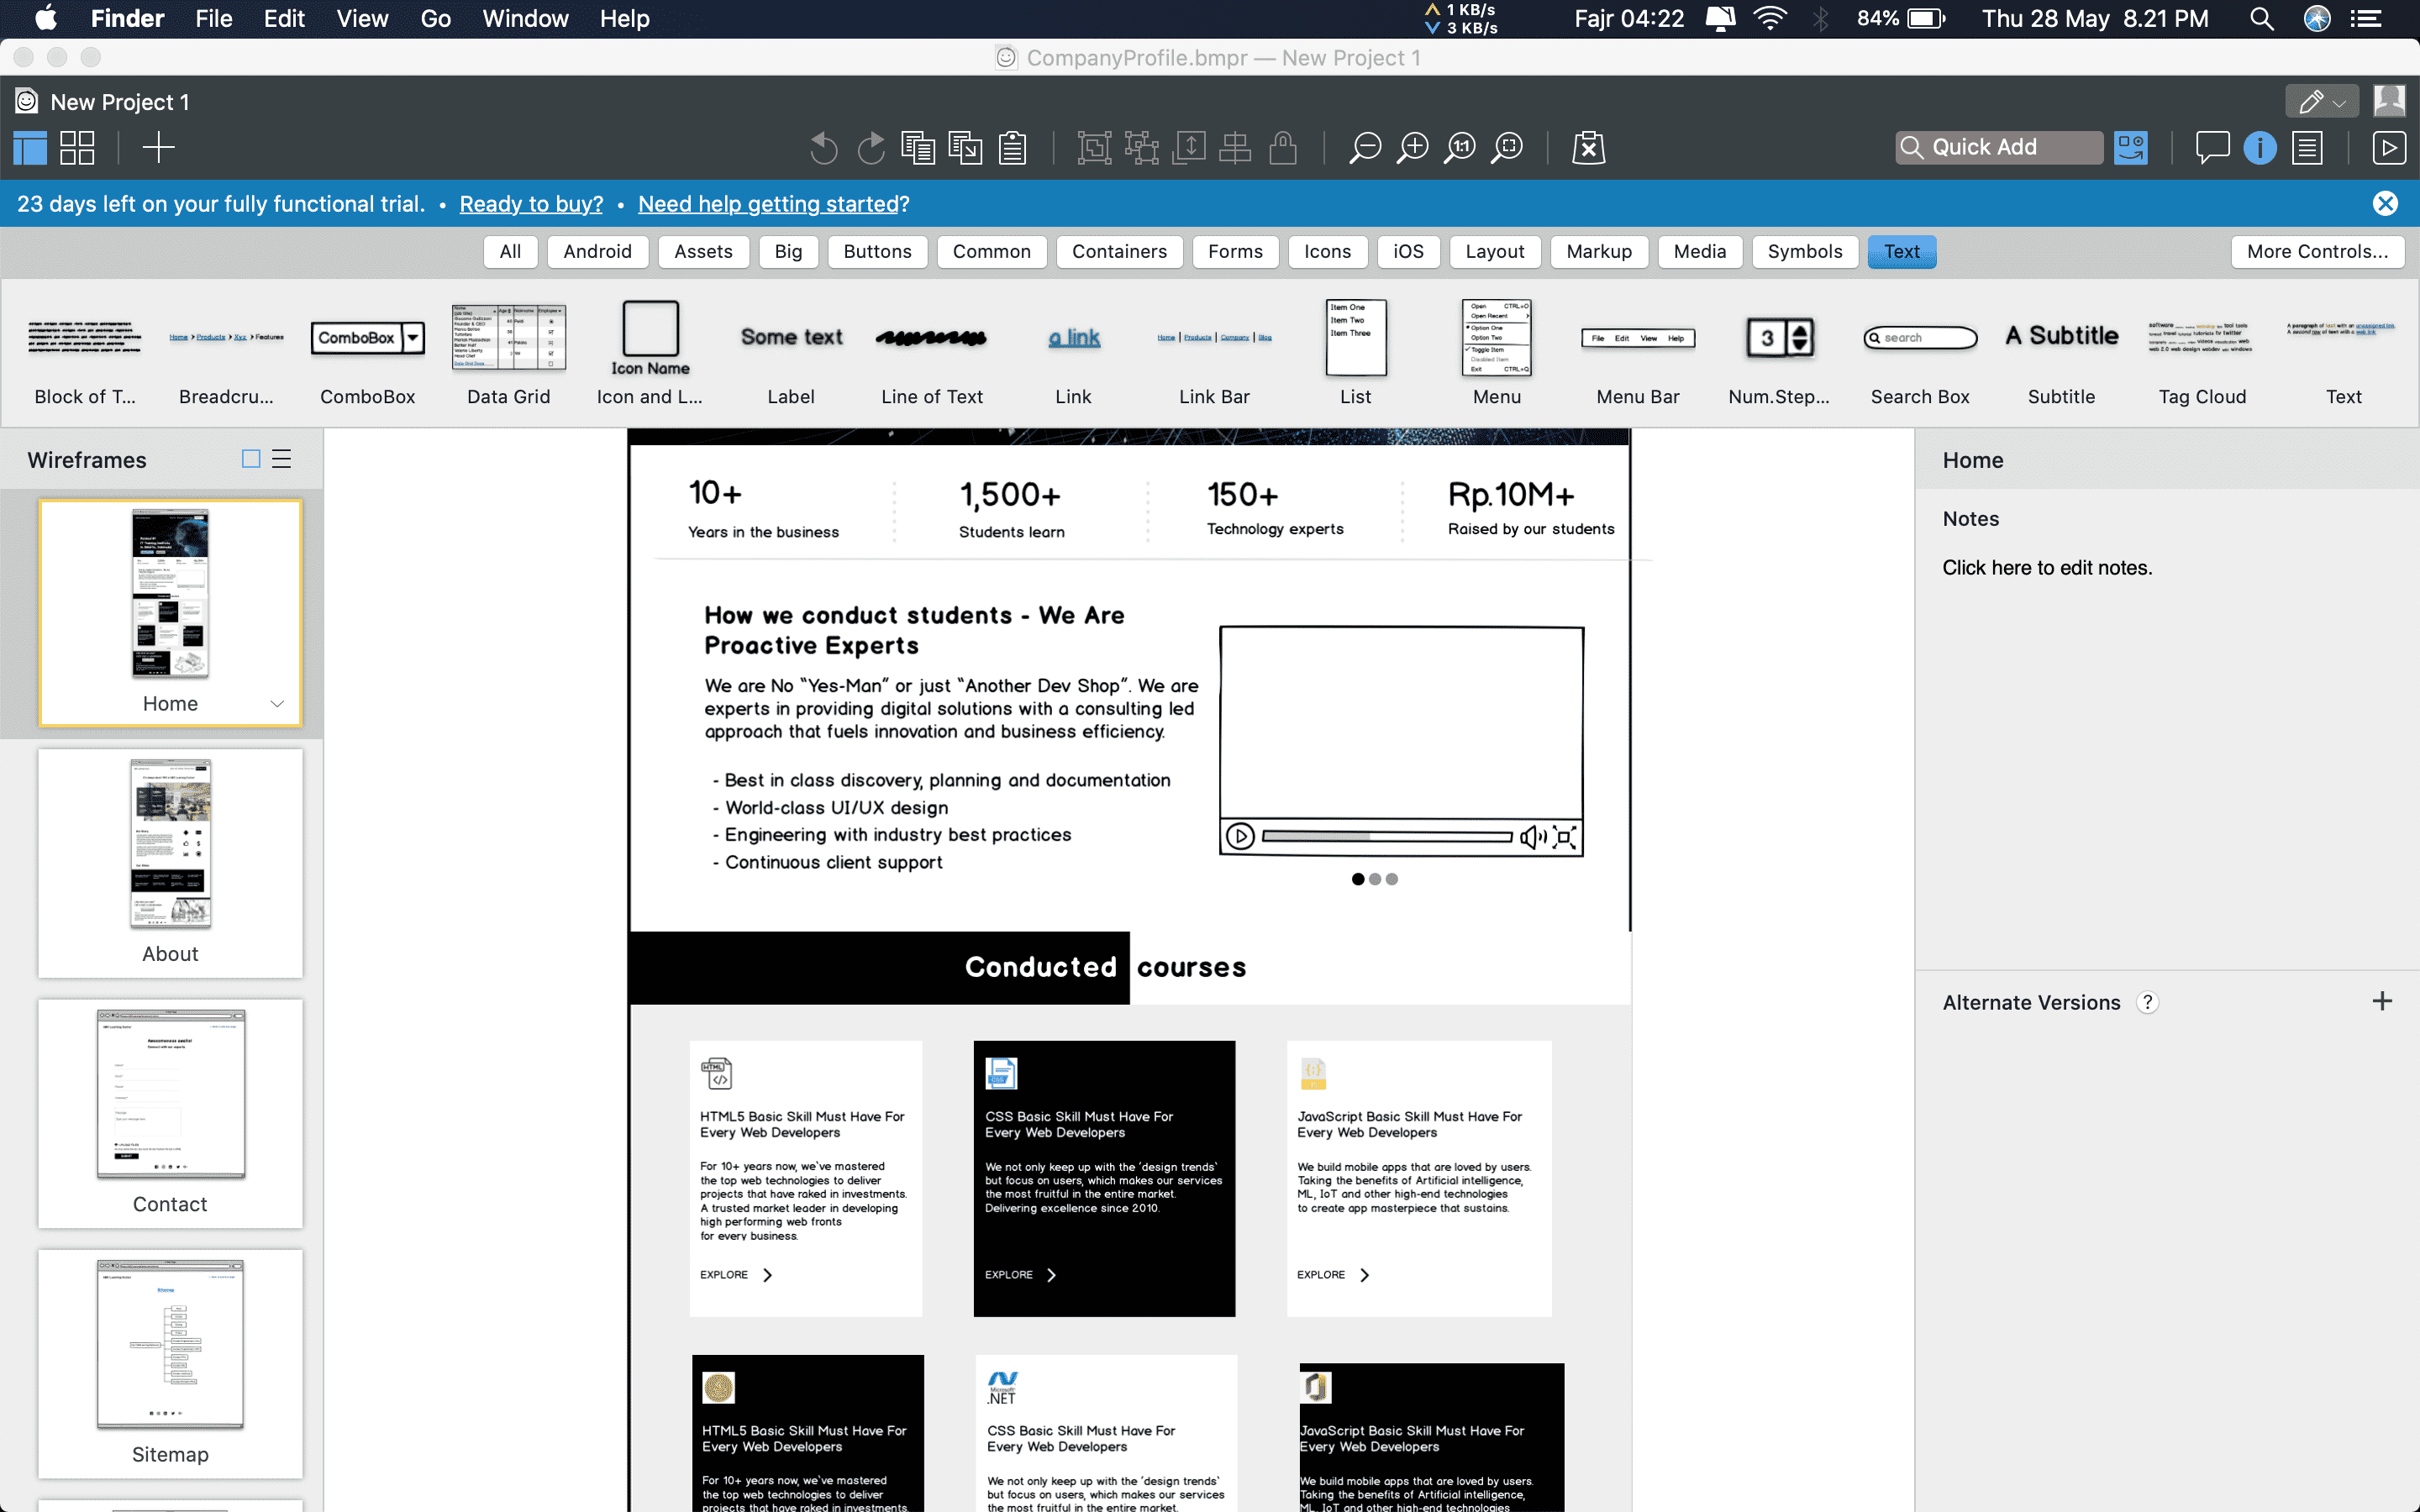 Finder File Edit View Go Window Help
1 KB/s
3 KB/s
Fajr 04:22
84%
Thu 28 May 8.21 PM
CompanyProfile.bmpr — New Project 1
New Project 1
1:1
Quick Add
23 days left on your fully functional trial. • Ready to buy? • Need help getting started?
All Android Assets Big Buttons Common Containers Forms Icons iOS Layout Markup Media Symbols Text
More Controls...
Home > Products > Xyz > Features
ComboBox
Icon Name
Some text
a link
Home | Products | Company | Blog
Item One
Item Two
Item Three
Open CTRL+O
Open Recent
Option One
Option Two
Toggle Item
Disabled Item
Exit CTRL+Q
File Edit View Help
3
search
A Subtitle
Block of T...
Breadcru...
ComboBox
Data Grid
Icon and L...
Label
Line of Text
Link
Link Bar
List
Menu
Menu Bar
Num.Step...
Search Box
Subtitle
Tag Cloud
Text
Wireframes
Home
About
Contact
Sitemap
10+
Years in the business
1,500+
Students learn
150+
Technology experts
Rp.10M+
Raised by our students
How we conduct students - We Are
Proactive Experts
We are No “Yes-Man” or just “Another Dev Shop”. We are
experts in providing digital solutions with a consulting led
approach that fuels innovation and business efficiency.
- Best in class discovery, planning and documentation
- World-class UI/UX design
- Engineering with industry best practices
- Continuous client support
Conducted courses
HTML
HTML5 Basic Skill Must Have For
Every Web Developers
For 10+ years now, we've mastered
the top web technologies to deliver
projects that have raked in investments.
A trusted market leader in developing
high performing web fronts
for every business.
EXPLORE
CSS
CSS Basic Skill Must Have For
Every Web Developers
We not only keep up with the 'design trends'
but focus on users, which makes our services
the most fruitful in the entire market.
Delivering excellence since 2010.
EXPLORE
JavaScript Basic Skill Must Have For
Every Web Developers
We build mobile apps that are loved by users.
Taking the benefits of Artificial intelligence,
ML, IoT and other high-end technologies
to create app masterpiece that sustains.
EXPLORE
HTML5 Basic Skill Must Have For
Every Web Developers
For 10+ years now, we've mastered
the top web technologies to deliver
projects that have raked in investments.
Microsoft
.NET
CSS Basic Skill Must Have For
Every Web Developers
We not only keep up with the 'design trends'
but focus on users, which makes our services
the most fruitful in the entire market.
JavaScript Basic Skill Must Have For
Every Web Developers
We build mobile apps that are loved by users.
Taking the benefits of Artificial intelligence,
ML, IoT and other high-end technologies
Home
Notes
Click here to edit notes.
Alternate Versions ?